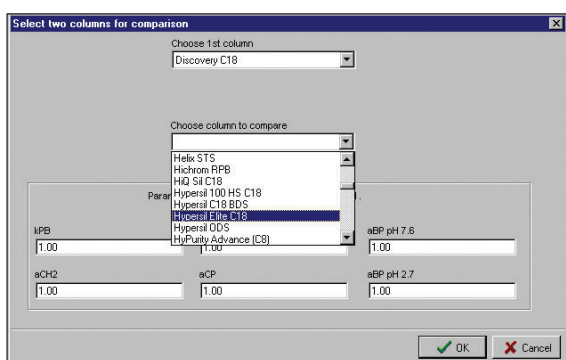 Select two columns for comparison
Choose 1st column
Discovery C18
Choose column to compare
Helix STS
Hichrom RPB
HiQ Sil C18
Hypersil 100 HS C18
Hypersil C18 BDS
Hypersil Elite C18
Hypersil ODS
HyPurity Advance (C8)
Para
kPB
aBP pH 7.6
1.00
1.00
1.00
aCH2
aCP
aBP pH 2.7
1.00
1.00
1.00
OK
Cancel